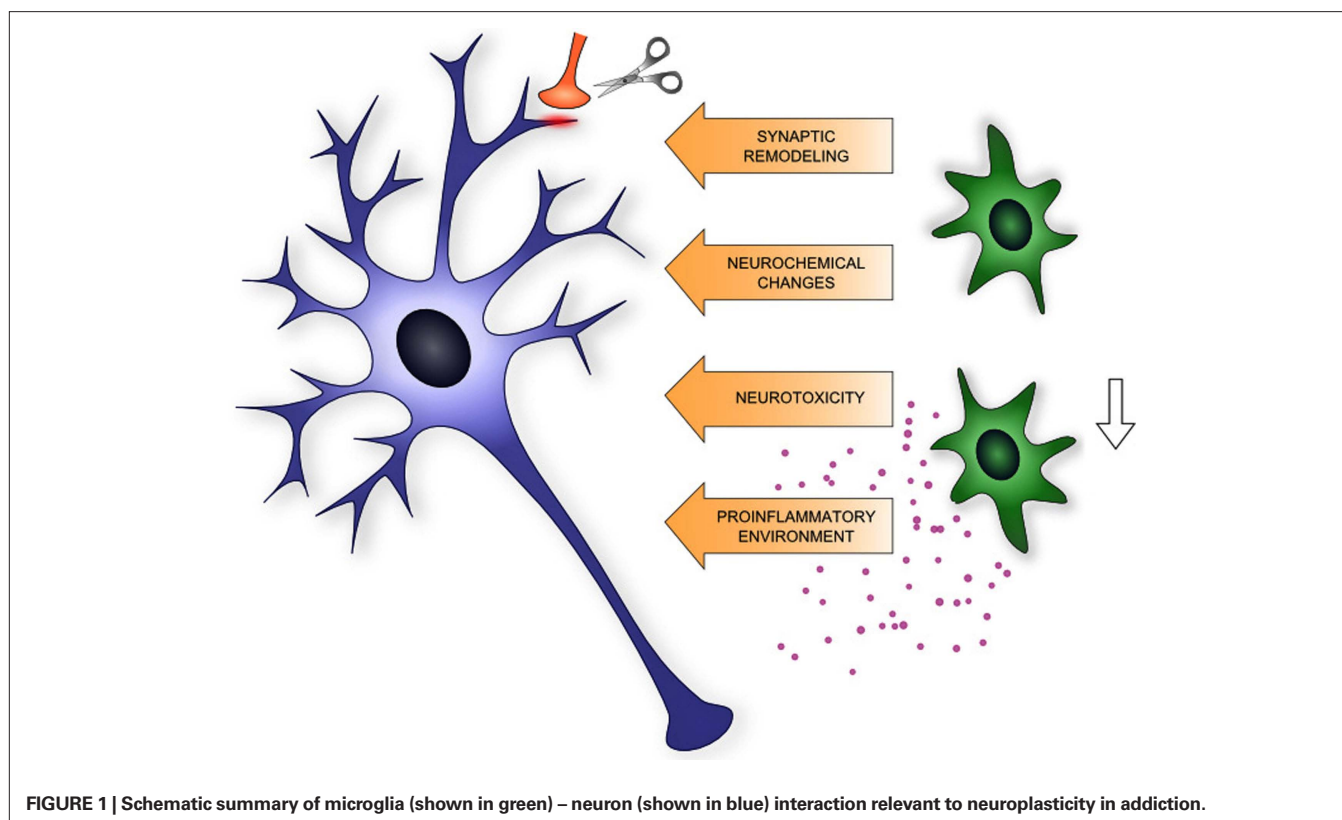 SYNAPTIC
REMODELING
NEUROCHEMICAL
CHANGES
NEUROTOXICITY
PROINFLAMMATORY
ENVIRONMENT
FIGURE 1 | Schematic summary of microglia (shown in green) – neuron (shown in blue) interaction relevant to neuroplasticity in addiction.